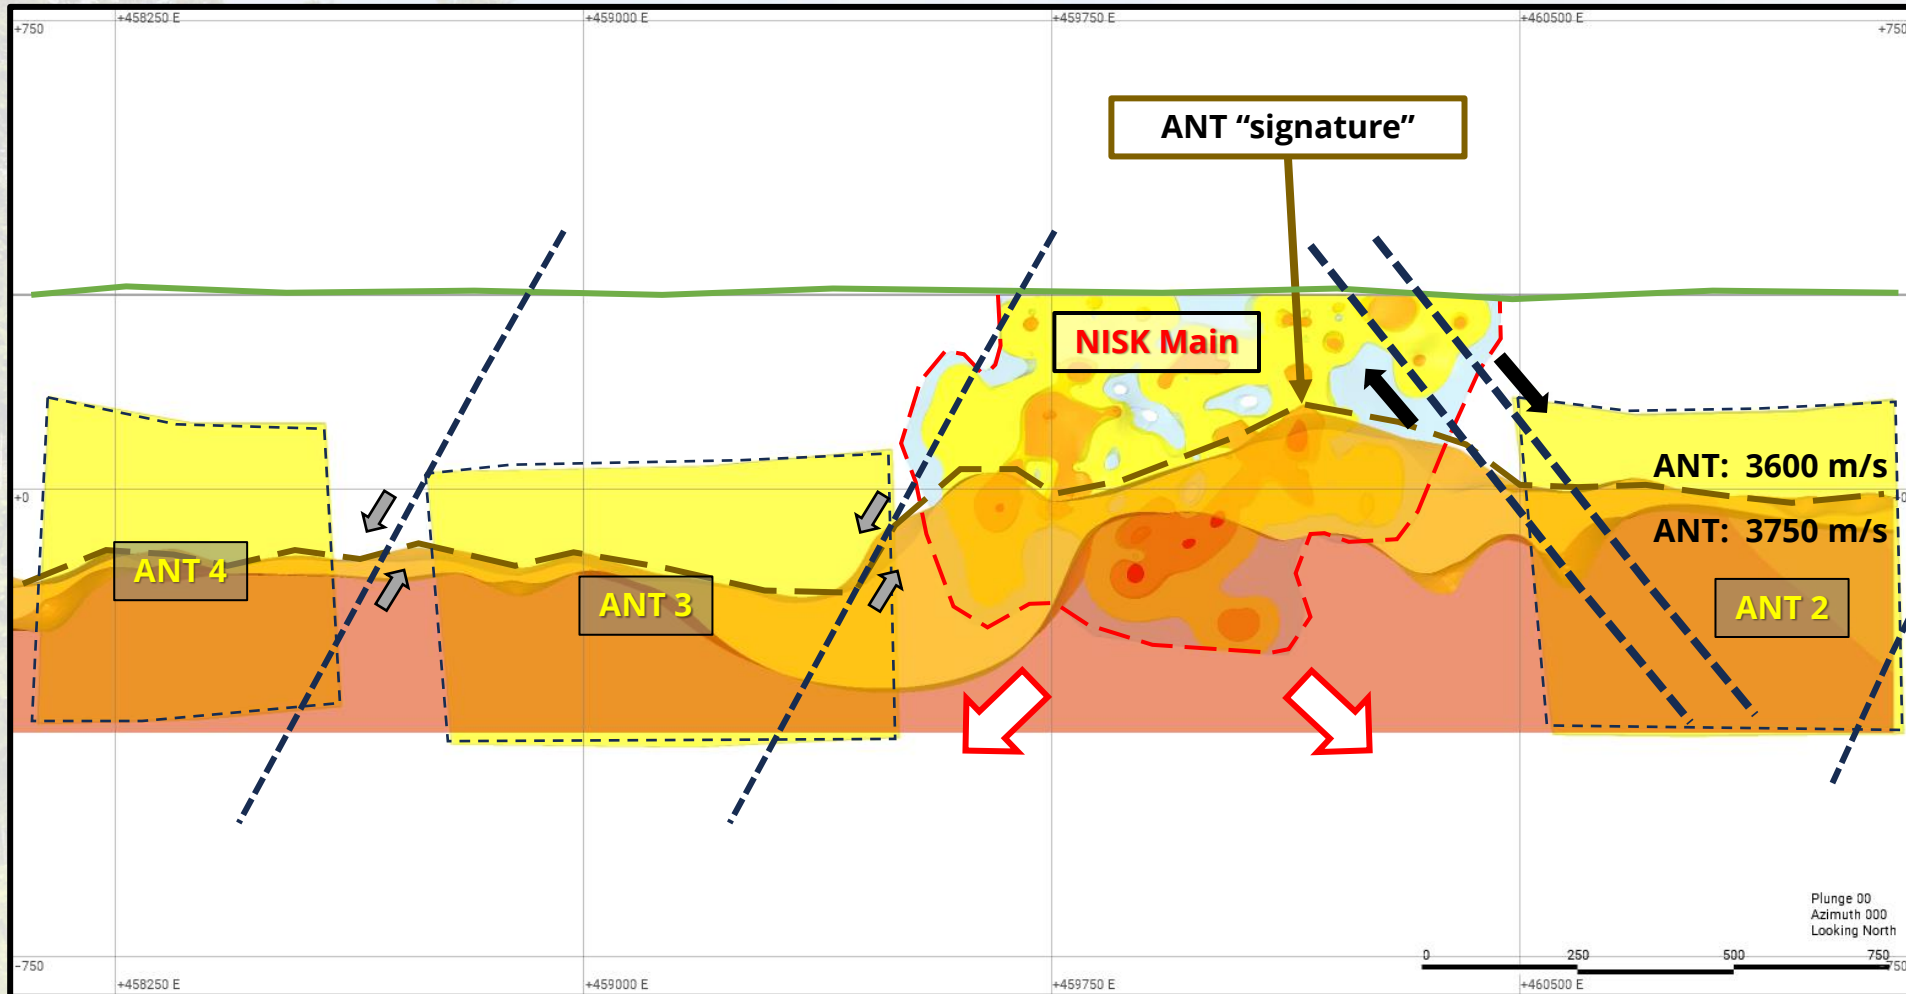 +458250 E
+459000 E
+459750 E
+460500 E
+750
+750
ANT “signature”
NISK Main
ANT: 3600 m/s
+0
ANT: 3750 m/s
ANT 4
ANT 3
ANT 2
Plunge 00
Azimuth 000
Looking North
0 250 500 750
-750
+458250 E
+459000 E
+459750 E
+460500 E